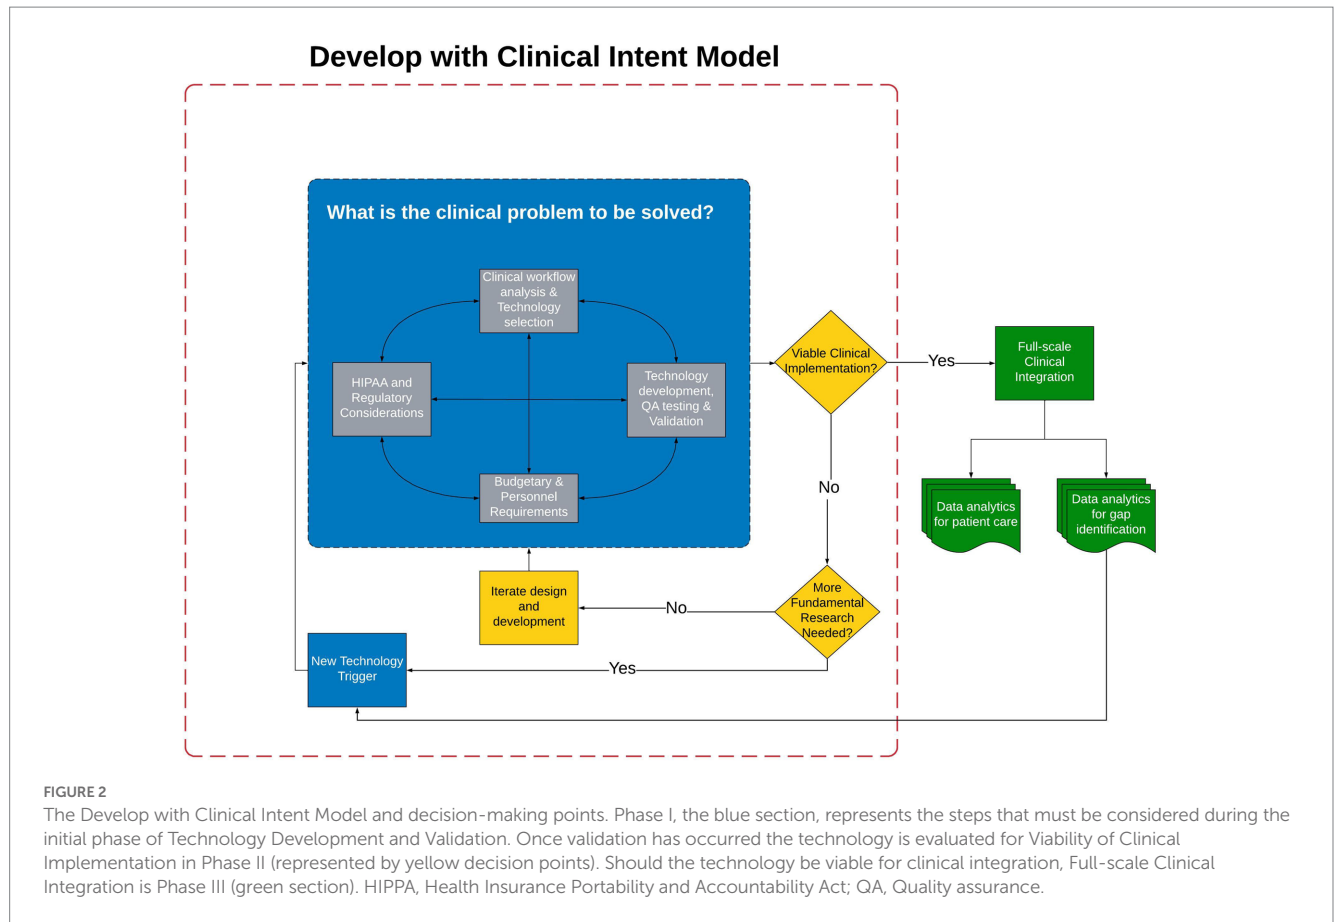 Develop with Clinical Intent Model
What is the clinical problem to be solved?
Clinical workflow
analysis &
Technology
selection
HIPAA and
Regulatory
Considerations
Technology
development,
QA testing &
Validation
Budgetary &
Personnel
Requirements
Viable Clinical
Implementation?
Yes
Full-scale
Clinical
Integration
No
Data analytics
for patient care
Data analytics
for gap
identification
More
Fundamental
Research
Needed?
No
Iterate design
and
development
Yes
New Technology
Trigger
FIGURE 2
The Develop with Clinical Intent Model and decision-making points. Phase I, the blue section, represents the steps that must be considered during the
initial phase of Technology Development and Validation. Once validation has occurred the technology is evaluated for Viability of Clinical
Implementation in Phase II (represented by yellow decision points). Should the technology be viable for clinical integration, Full-scale Clinical
Integration is Phase III (green section). HIPPA, Health Insurance Portability and Accountability Act; QA, Quality assurance.